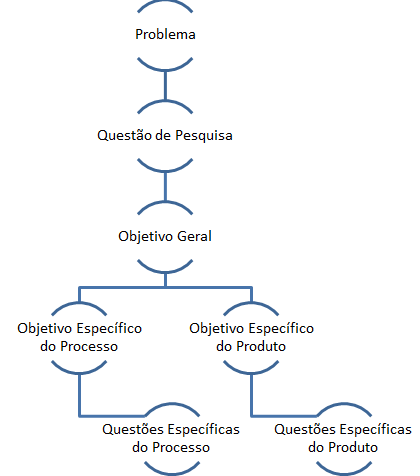 Problema
Questão de Pesquisa
Objetivo Geral
Objetivo Específico
do Processo
Objetivo Específico
do Produto
Questões Específicas
do Processo
Questões Específicas
do Produto